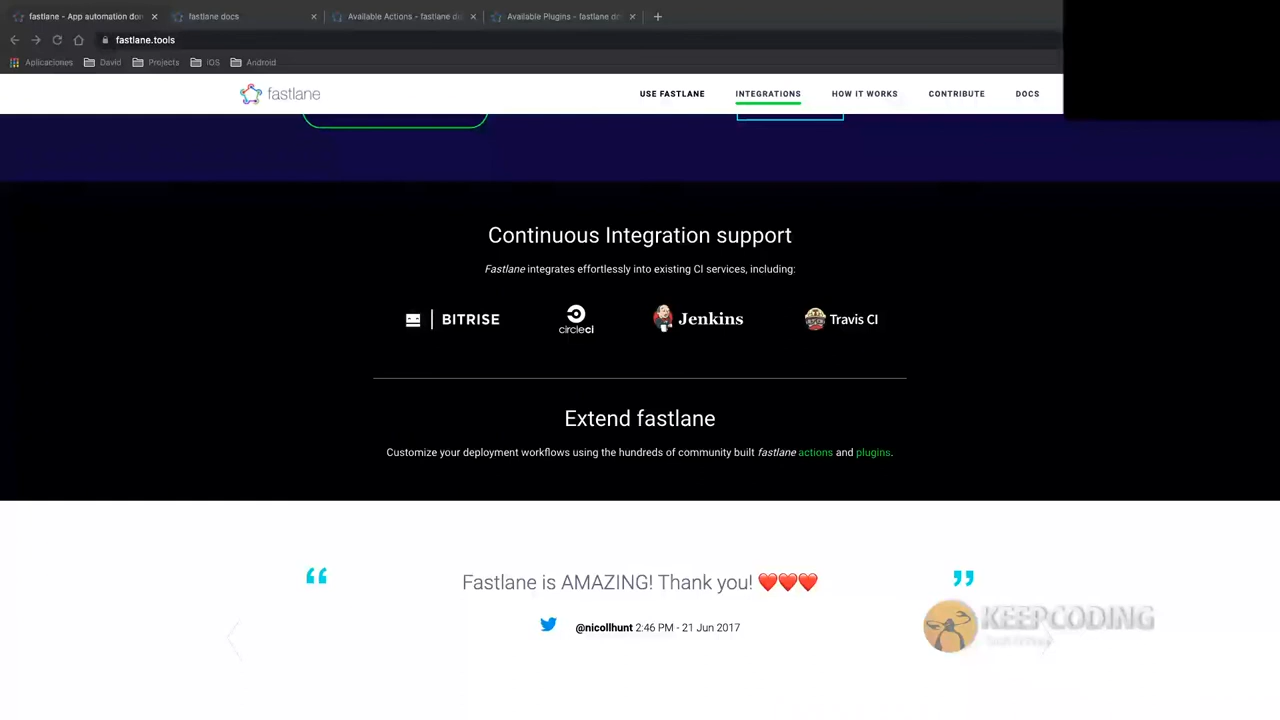 fastlane - App automation don
fastlane docs
Available Actions - fastlane do
Available Plugins - fastlane do
fastlane.tools
Aplicaciones
David
Projects
iOS
Android
fastlane
USE FASTLANE
INTEGRATIONS
HOW IT WORKS
CONTRIBUTE
DOCS
Continuous Integration support
Fastlane integrates effortlessly into existing CI services, including:
BITRISE
circleci
Jenkins
Travis CI
Extend fastlane
Customize your deployment workflows using the hundreds of community built fastlane actions and plugins.
“
Fastlane is AMAZING! Thank you! ❤️❤️❤️
”
@nicollhunt 2:46 PM - 21 Jun 2017
KEEPCODING